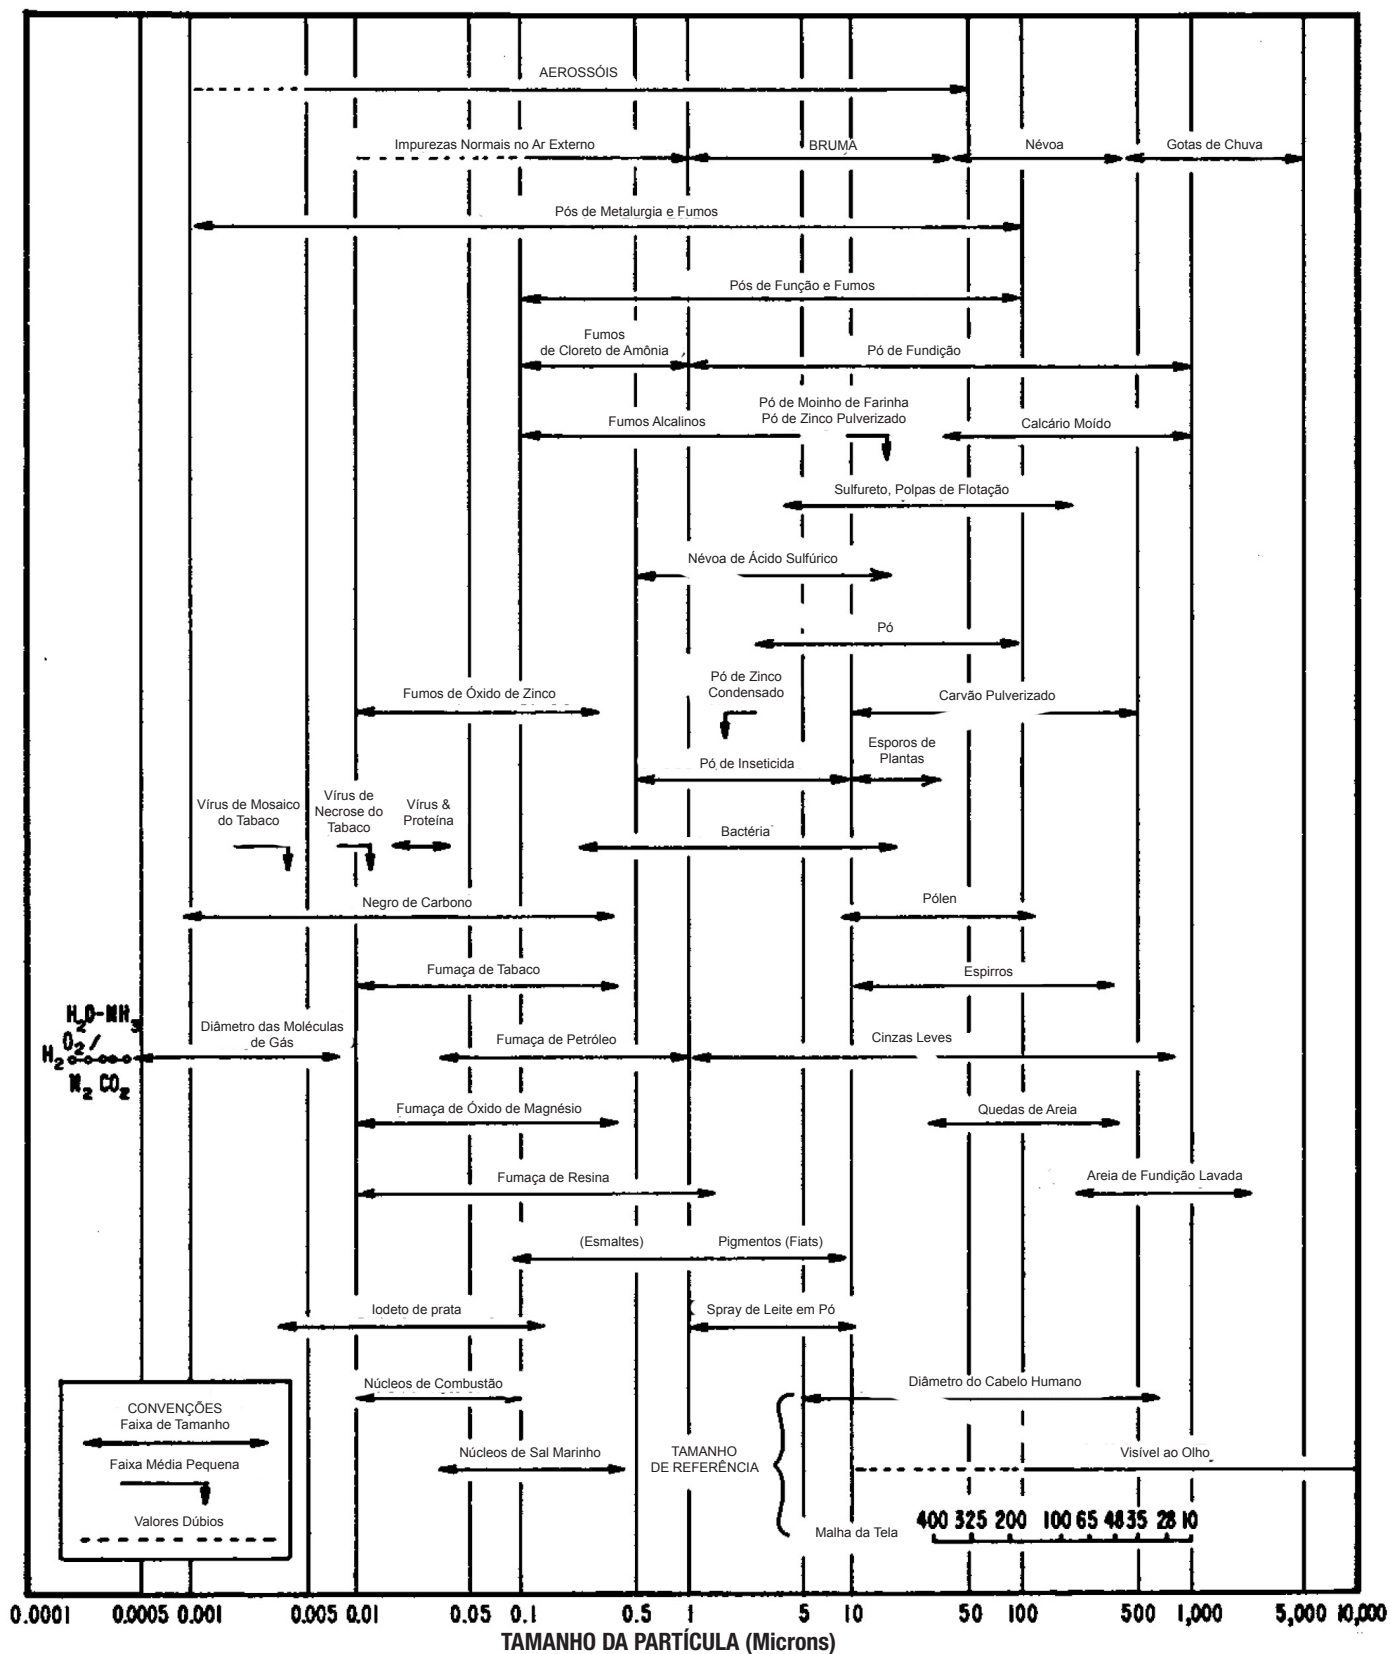 AEROSSÓIS
Impurezas Normais no Ar Externo
BRUMA
Névoa
Gotas de Chuva
Pós de Metalurgia e Fumos
Pós de Função e Fumos
Fumos
de Cloreto de Amônia
Pó de Fundição
Fumos Alcalinos
Pó de Moinho de Farinha
Pó de Zinco Pulverizado
Calcário Moído
Sulfureto, Polpas de Flotação
Névoa de Ácido Sulfúrico
Pó
Fumos de Óxido de Zinco
Pó de Zinco
Condensado
Carvão Pulverizado
Pó de Inseticida
Esporos de
Plantas
Vírus de Mosaico
do Tabaco
Vírus de
Necrose do
Tabaco
Vírus &
Proteína
Bactéria
Negro de Carbono
Pólen
Fumaça de Tabaco
Espirros
H2O-NH3
O2
H2
N2 CO2
Diâmetro das Moléculas
de Gás
Fumaça de Petróleo
Cinzas Leves
Fumaça de Óxido de Magnésio
Quedas de Areia
Fumaça de Resina
Areia de Fundição Lavada
(Esmaltes)
Pigmentos (Fiats)
Iodeto de prata
Spray de Leite em Pó
Núcleos de Combustão
Diâmetro do Cabelo Humano
CONVENÇÕES
Faixa de Tamanho
Faixa Média Pequena
Valores Dúbios
Núcleos de Sal Marinho
TAMANHO
DE REFERÊNCIA
Visível ao Olho
Malha da Tela
400 325 200 100 65 48 35 28 10
0.0001 0.0005 0.001 0.005 0.01 0.05 0.1 0.5 1 5 10 50 100 500 1,000 5,000 10,000
TAMANHO DA PARTÍCULA (Microns)